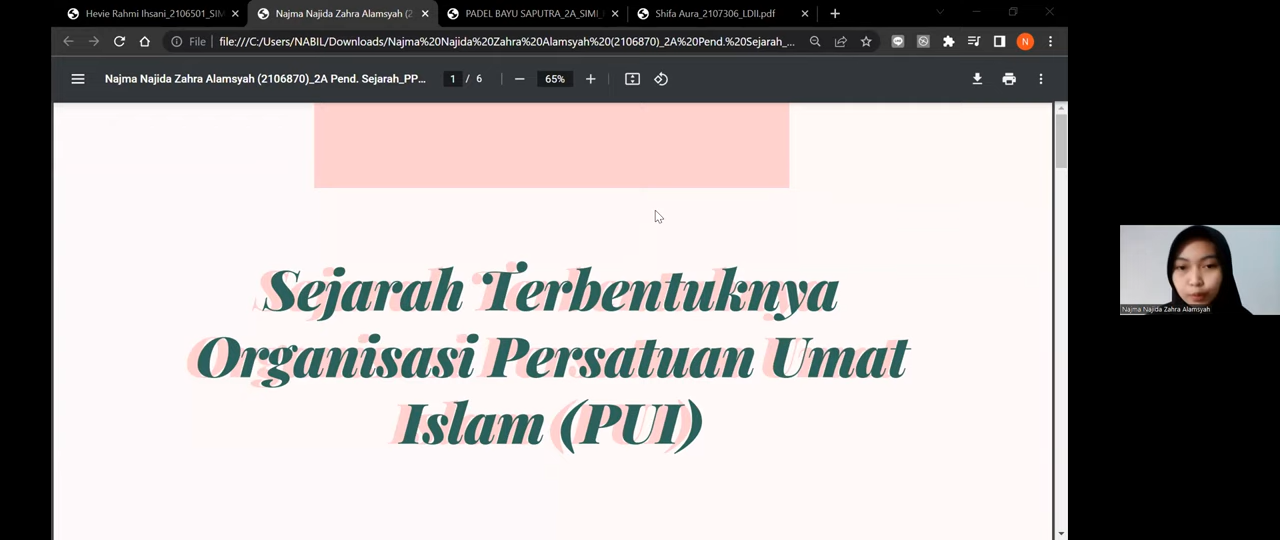 Hevie Rahmi Ihsani_2106501_SIM
Najma Najida Zahra Alamsyah (2
PADEL BAYU SAPUTRA_2A_SIMI_
Shifa Aura_2107306_LDII.pdf
File
file:///C:/Users/NABIL/Downloads/Najma%20Najida%20Zahra%20Alamsyah%20(2106870)_2A%20Pend.%20Sejarah_...
N
Najma Najida Zahra Alamsyah (2106870)_2A Pend. Sejarah_PP...
1 / 6
65%
Sejarah Terbentuknya
Organisasi Persatuan Umat
Islam (PUI)
Najma Najida Zahra Alamsyah